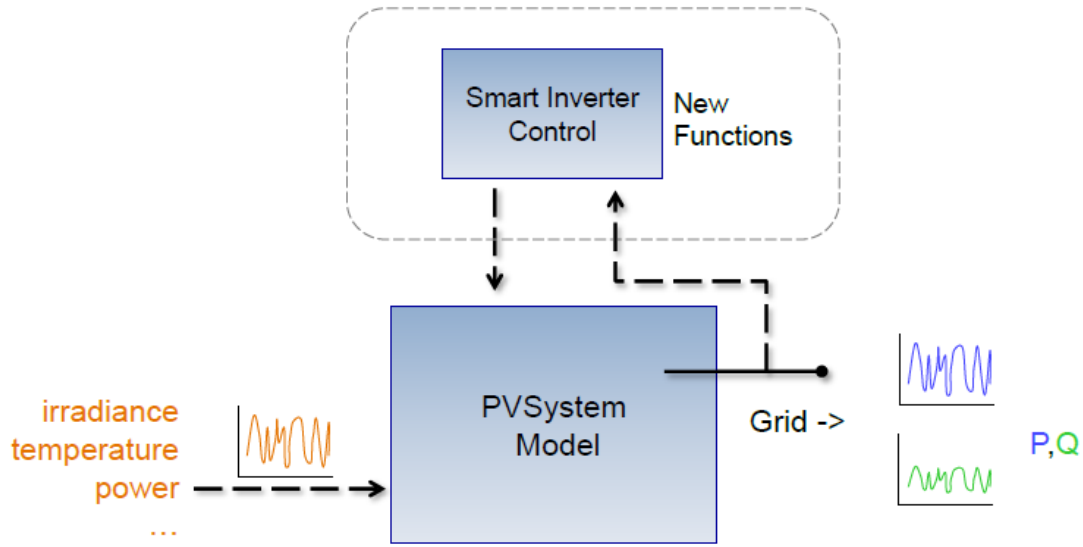 Smart Inverter
Control
New
Functions
PVSystem
Model
Grid ->
irradiance
temperature
power
...
P,Q